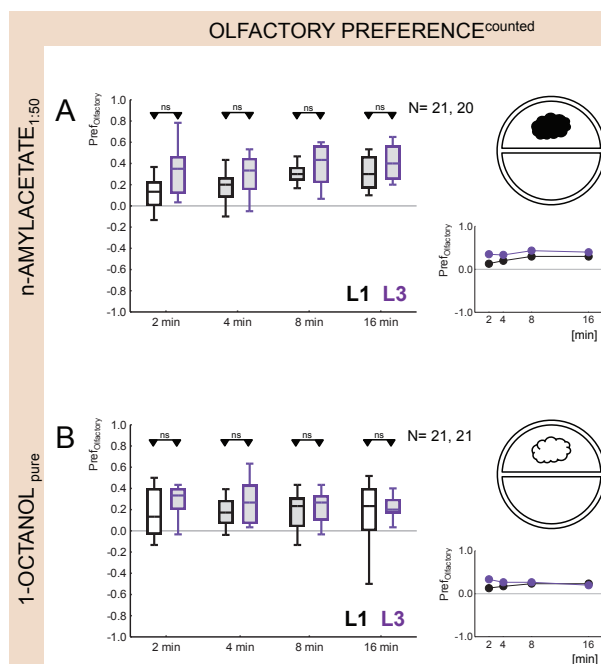 OLFACTORY PREFERENCEcounted
n-AMYLACETATE1:50
A
PrefOlfactory
1.0
0.8
0.6
0.4
0.2
0.0
-0.2
-0.4
-0.6
-0.8
-1.0
ns ns ns ns
N= 21, 20
L1 L3
2 min 4 min 8 min 16 min
PrefOlfactory
1.0
0.0
-1.0
2 4 8 16
[min]
1-OCTANOLpure
B
PrefOlfactory
1.0
0.8
0.6
0.4
0.2
0.0
-0.2
-0.4
-0.6
-0.8
-1.0
ns ns ns ns
N= 21, 21
L1 L3
2 min 4 min 8 min 16 min
PrefOlfactory
1.0
0.0
-1.0
2 4 8 16
[min]